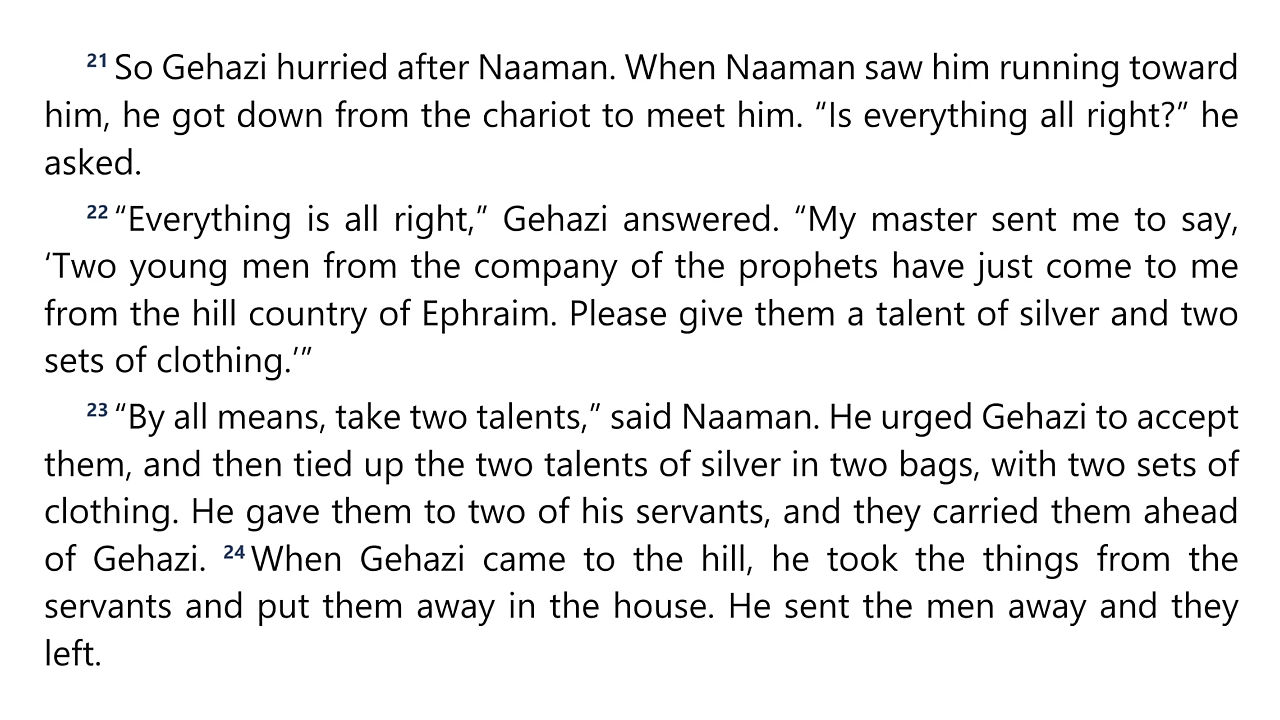 21 So Gehazi hurried after Naaman. When Naaman saw him running toward
him, he got down from the chariot to meet him. “Is everything all right?” he
asked.
22 “Everything is all right,” Gehazi answered. “My master sent me to say,
‘Two young men from the company of the prophets have just come to me
from the hill country of Ephraim. Please give them a talent of silver and two
sets of clothing.’”
23 “By all means, take two talents,” said Naaman. He urged Gehazi to accept
them, and then tied up the two talents of silver in two bags, with two sets of
clothing. He gave them to two of his servants, and they carried them ahead
of Gehazi. 24 When Gehazi came to the hill, he took the things from the
servants and put them away in the house. He sent the men away and they
left.